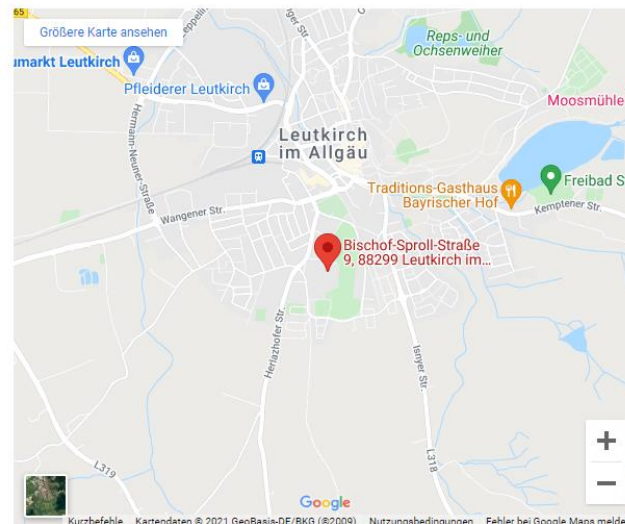 65
Größere Karte ansehen
umarkt Leutkirch
Pfleiderer Leutkirch
Hermann-Neuner-Straße
Reps- und
Ochsenweiher
Moosmühle
Leutkirch
im Allgäu
Traditions-Gasthaus
Bayrischer Hof
Freibad S
Kemptener Str.
Wangener Str.
Bischof-Sproll-Straße
9, 88299 Leutkirch im...
Herlazhofer Str.
Isnyer Str.
L319
L318
+
−
Google
Kurzbefehle Kartendaten © 2021 GeoBasis-DE/BKG (©2009) Nutzungsbedingungen Fehler bei Google Maps melde